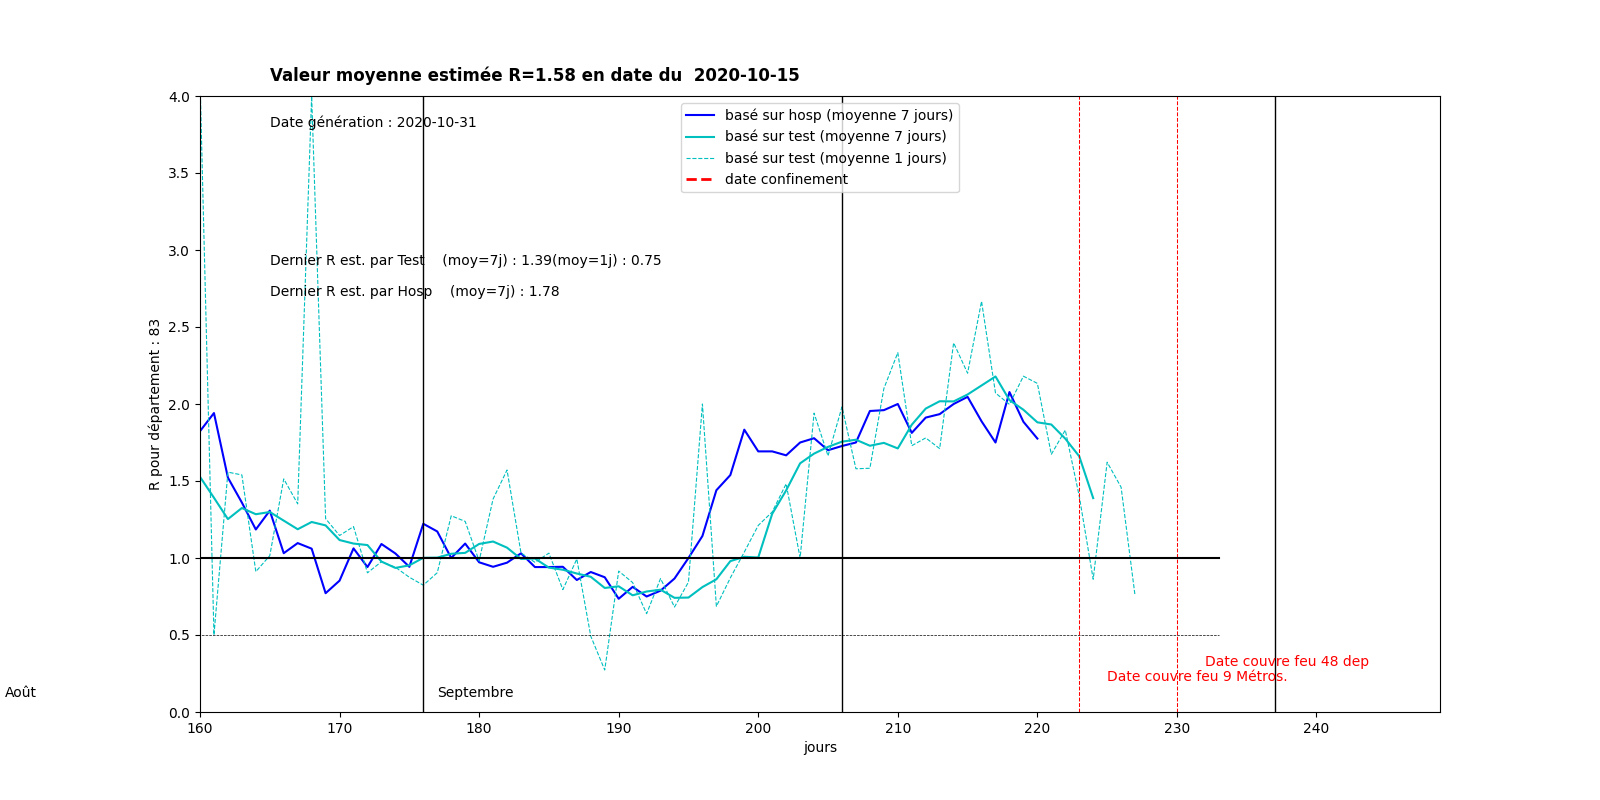 Valeur moyenne estimée R=1.58 en date du  2020-10-15
4.0
3.5
3.0
2.5
2.0
1.5
1.0
0.5
0.0
R pour département : 83
Date génération : 2020-10-31
basé sur hosp (moyenne 7 jours)
basé sur test (moyenne 7 jours)
basé sur test (moyenne 1 jours)
date confinement
Dernier R est. par Test    (moy=7j) : 1.39(moy=1j) : 0.75
Dernier R est. par Hosp    (moy=7j) : 1.78
Date couvre feu 48 dep
Date couvre feu 9 Métros.
Août
Septembre
160 170 180 190 200 210 220 230 240
jours